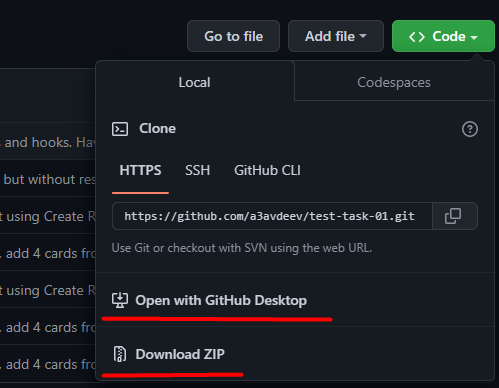 Go to file
Add file
Code
Local
Codespaces
s and hooks. Hav
Clone
HTTPS
SSH
GitHub CLI
but without res
t using Create R
https://github.com/a3avdeev/test-task-01.git
, add 4 cards fro
Use Git or checkout with SVN using the web URL.
t using Create R
Open with GitHub Desktop
, add 4 cards fro
Download ZIP
, add 4 cards fro